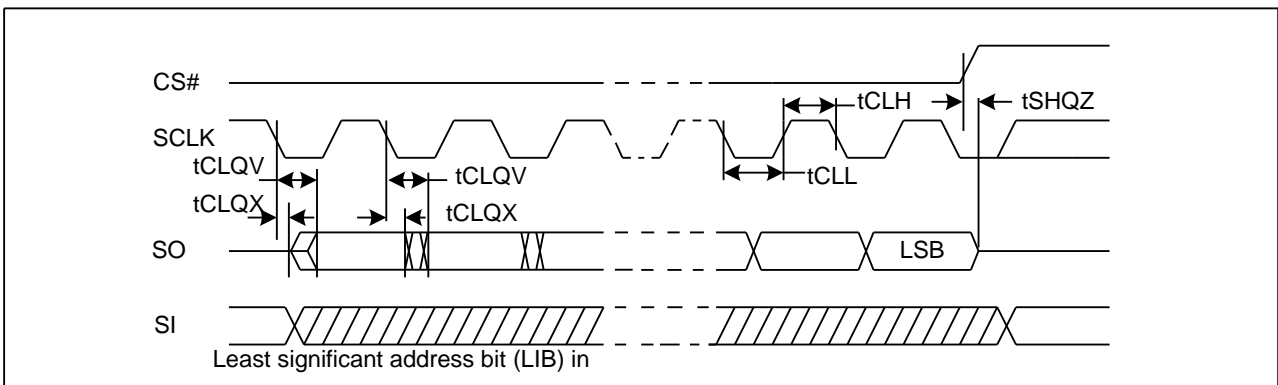 CS#
tCLH
tSHQZ
SCLK
tCLQV
tCLQV
tCLL
tCLQX
tCLQX
SO
LSB
SI
Least significant address bit (LIB) in